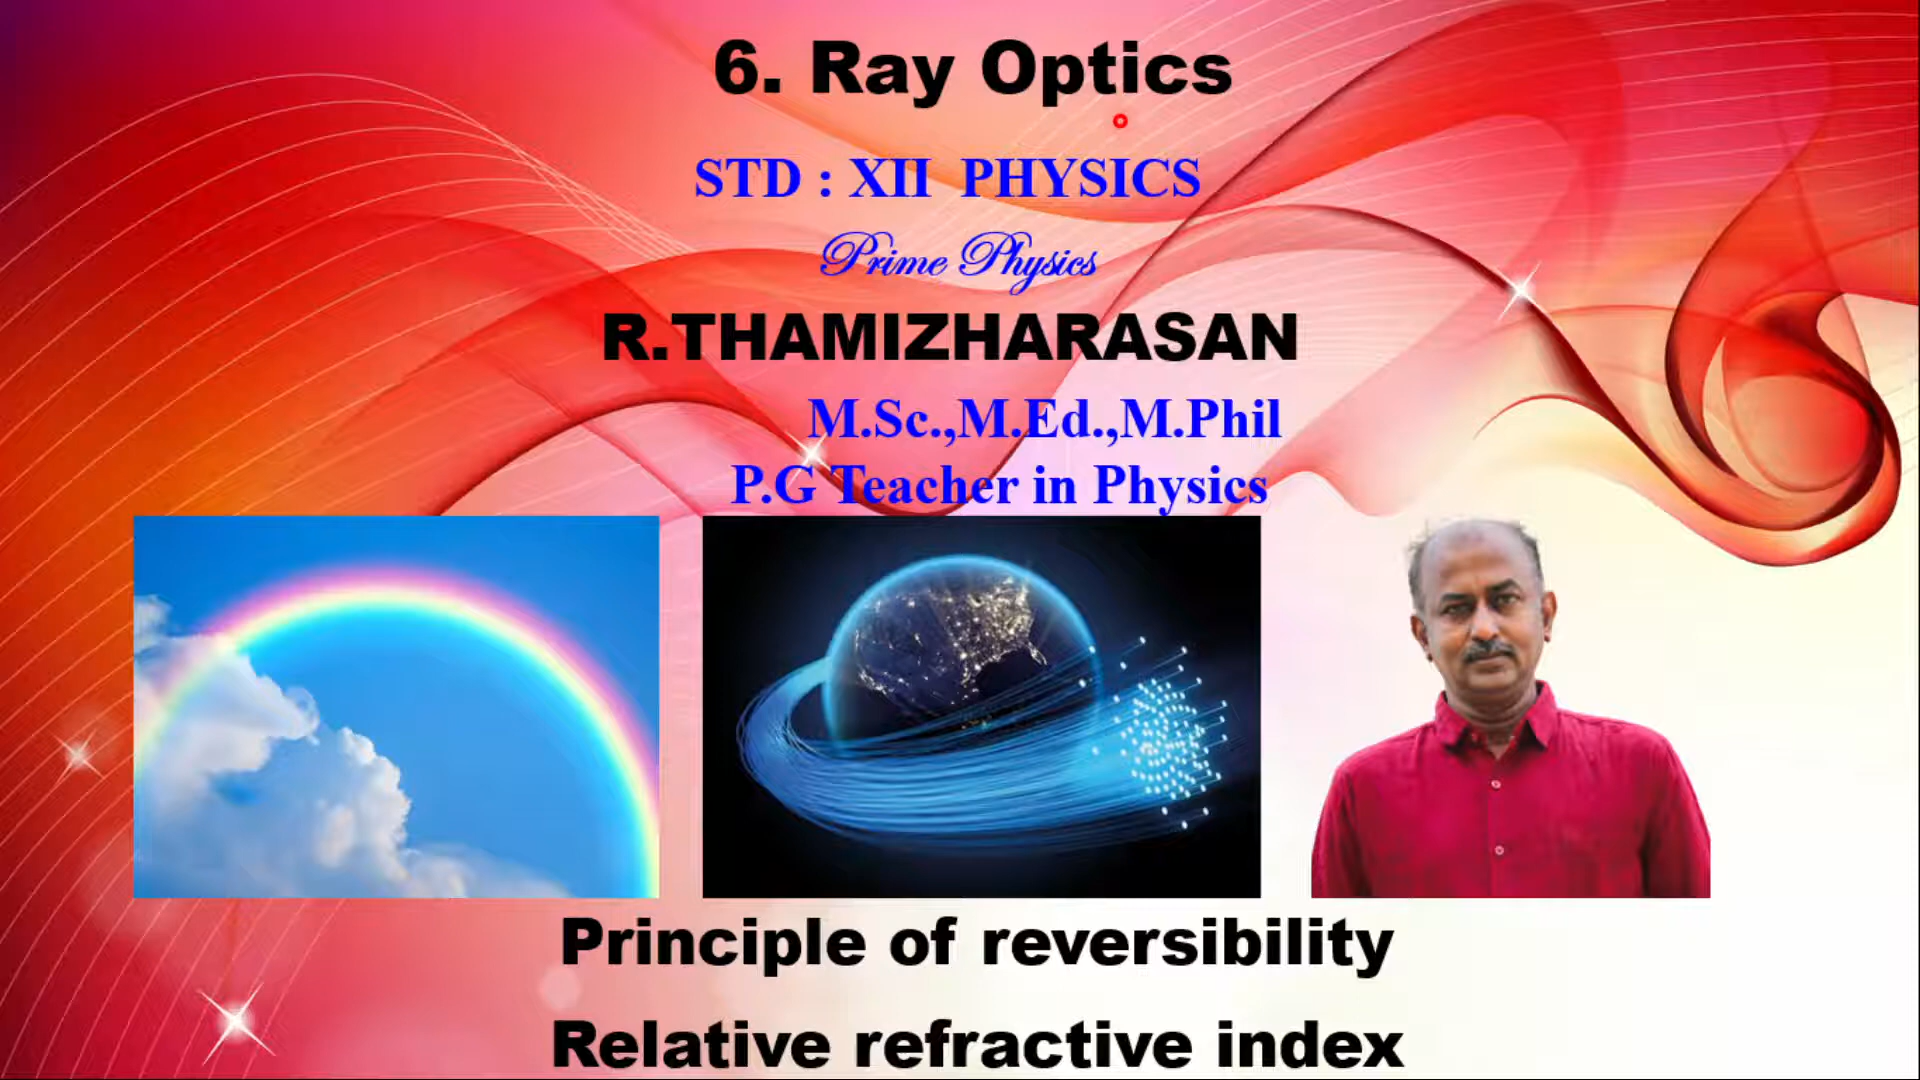 6. Ray Optics
STD : XII PHYSICS
Prime Physics
R.THAMIZHARASAN
M.Sc.,M.Ed.,M.Phil
P.G Teacher in Physics
Principle of reversibility
Relative refractive index